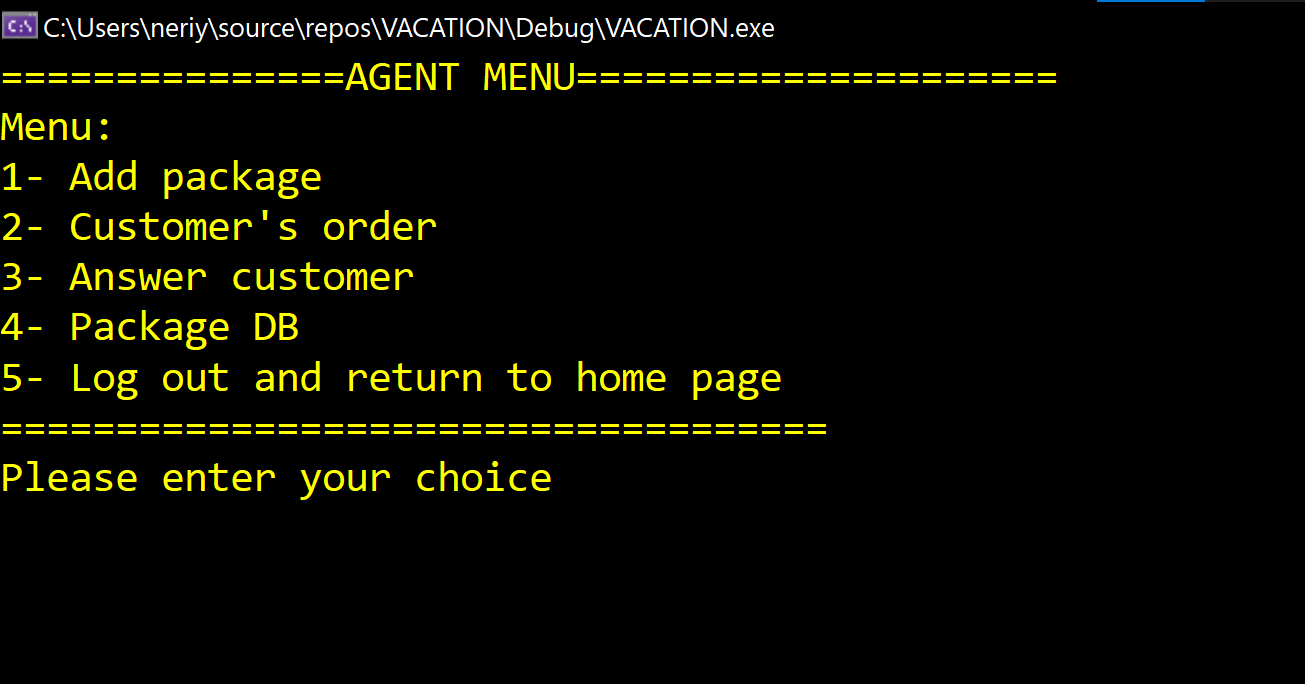 C:\Users\neriy\source\repos\VACATION\Debug\VACATION.exe
===============AGENT MENU=====================
Menu:
1- Add package
2- Customer's order
3- Answer customer
4- Package DB
5- Log out and return to home page
====================================
Please enter your choice